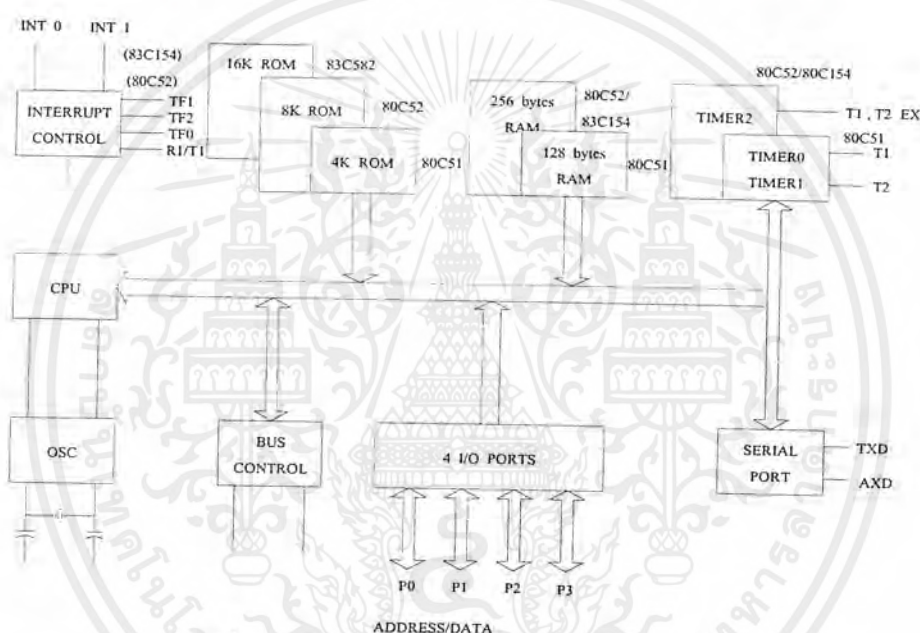 INT 0 INT 1
(83C154)
(80C52)
INTERRUPT
CONTROL
TF1
TF2
TF0
R1/T1
16K ROM
83C582
8K ROM
80C52
4K ROM
80C51
256 bytes
RAM
80C52/
83C154
128 bytes
RAM
80C51
80C52/80C154
TIMER2
T1 , T2 EX
80C51
TIMER0
TIMER1
T1
T2
CPU
OSC
BUS
CONTROL
4 I/O PORTS
SERIAL
PORT
TXD
AXD
P0 P1 P2 P3
ADDRESS/DATA